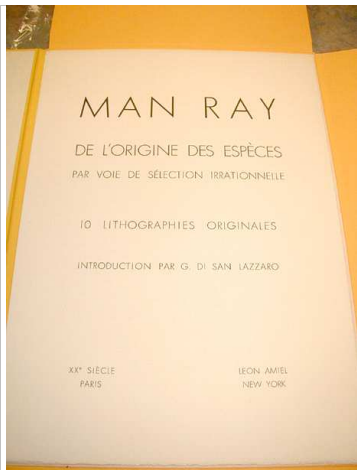 MAN RAY
DE L'ORIGINE DES ESPÈCES
PAR VOIE DE SÉLECTION IRRATIONNELLE
10 LITHOGRAPHIES ORIGINALES
INTRODUCTION PAR G. DI SAN LAZZARO
XXe SIÈCLE
PARIS
LEON AMIEL
NEW YORK